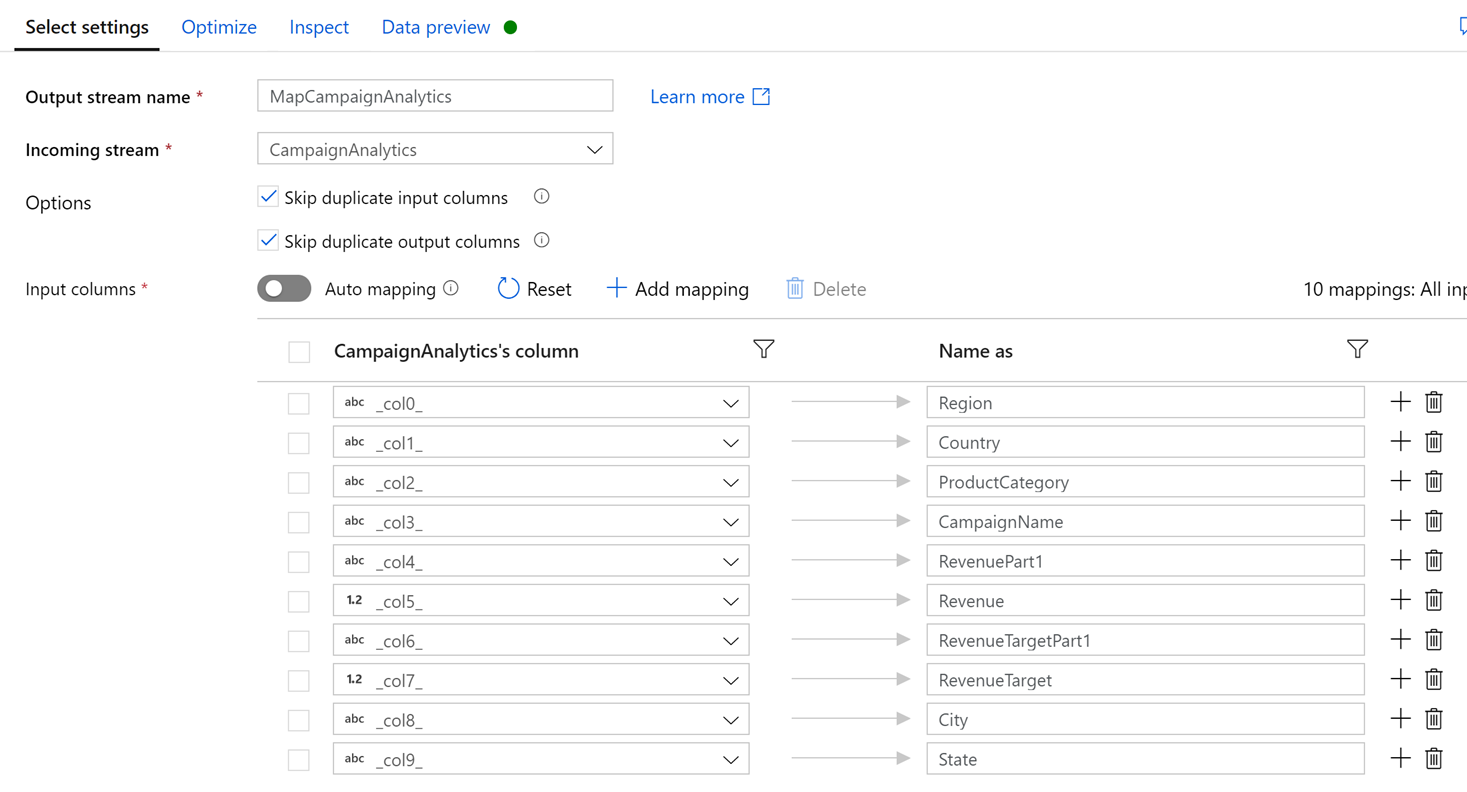 Select settings Optimize Inspect Data preview
Output stream name * MapCampaignAnalytics Learn more
Incoming stream * CampaignAnalytics
Options Skip duplicate input columns
Skip duplicate output columns
Input columns * Auto mapping Reset Add mapping Delete 10 mappings: All inp
CampaignAnalytics's column Name as
abc _col0_ Region
abc _col1_ Country
abc _col2_ ProductCategory
abc _col3_ CampaignName
abc _col4_ RevenuePart1
1.2 _col5_ Revenue
abc _col6_ RevenueTargetPart1
1.2 _col7_ RevenueTarget
abc _col8_ City
abc _col9_ State